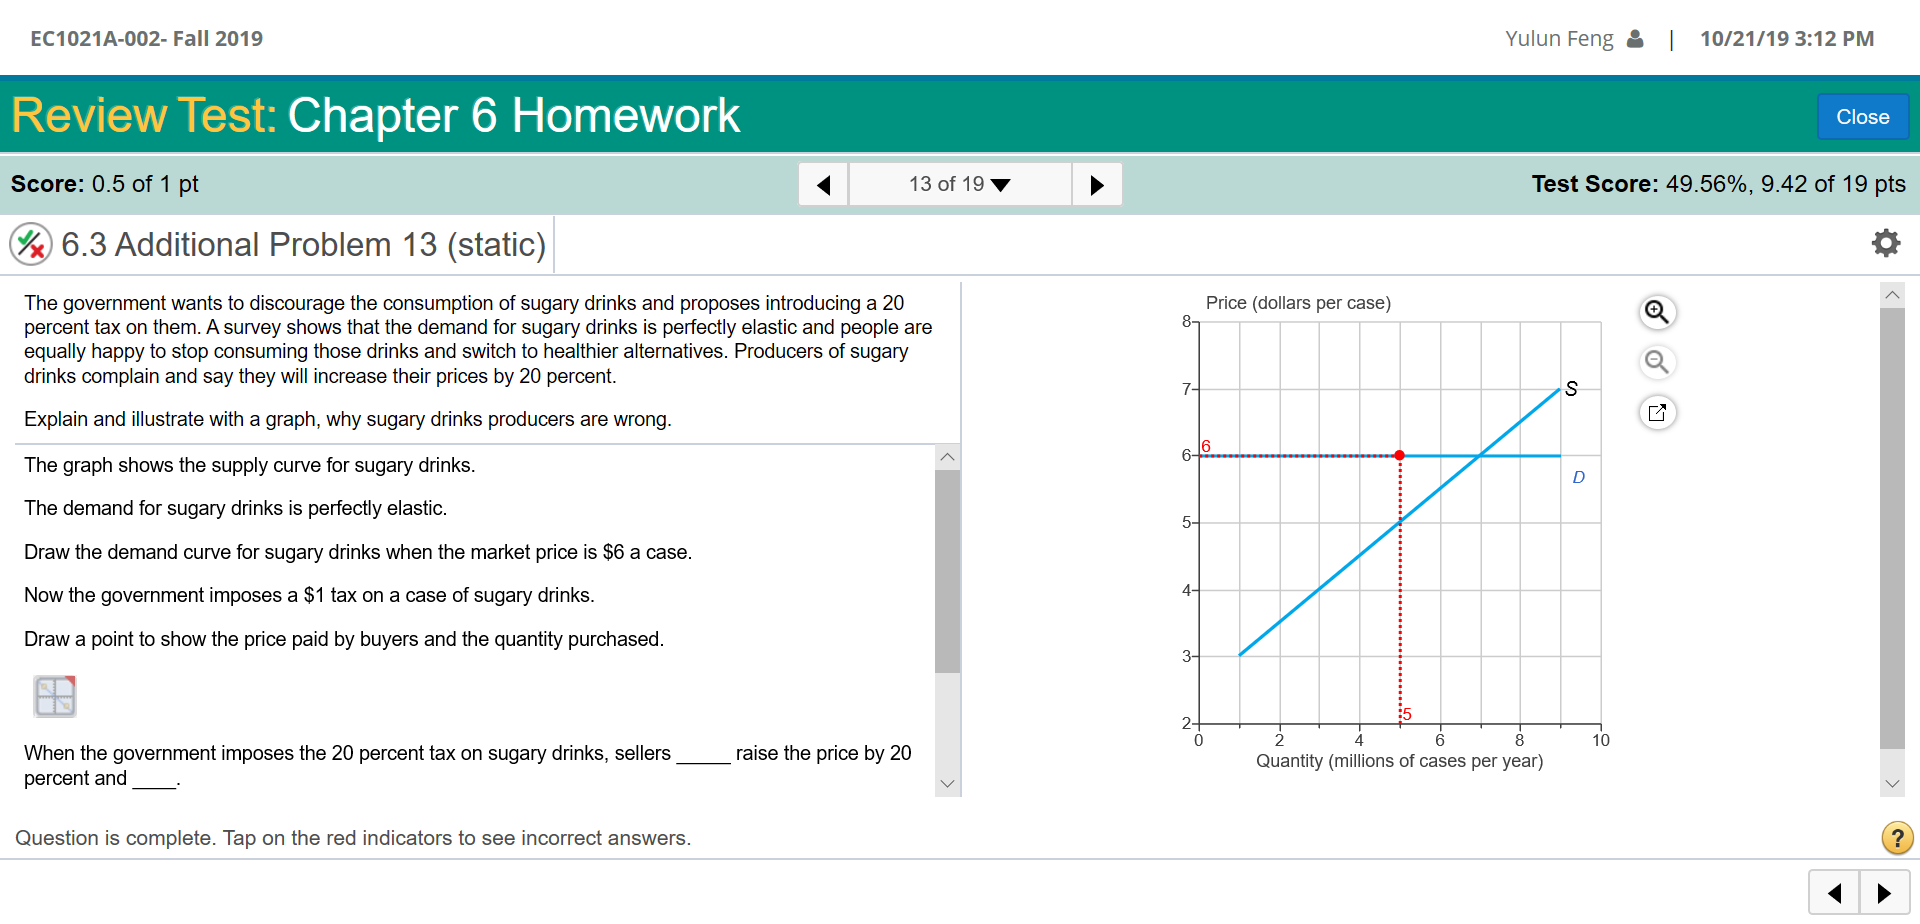 EC1021A-002- Fall 2019
Yulun Feng | 10/21/19 3:12 PM
Review Test: Chapter 6 Homework
Close
Score: 0.5 of 1 pt
13 of 19
Test Score: 49.56%, 9.42 of 19 pts
6.3 Additional Problem 13 (static)
The government wants to discourage the consumption of sugary drinks and proposes introducing a 20
percent tax on them. A survey shows that the demand for sugary drinks is perfectly elastic and people are
equally happy to stop consuming those drinks and switch to healthier alternatives. Producers of sugary
drinks complain and say they will increase their prices by 20 percent.
Explain and illustrate with a graph, why sugary drinks producers are wrong.
The graph shows the supply curve for sugary drinks.
The demand for sugary drinks is perfectly elastic.
Draw the demand curve for sugary drinks when the market price is $6 a case.
Now the government imposes a $1 tax on a case of sugary drinks.
Draw a point to show the price paid by buyers and the quantity purchased.
When the government imposes the 20 percent tax on sugary drinks, sellers _____ raise the price by 20
percent and ____.
Price (dollars per case)
8
7
S
6
6
D
5
4
3
5
2
0 2 4 6 8 10
Quantity (millions of cases per year)
Question is complete. Tap on the red indicators to see incorrect answers.
?